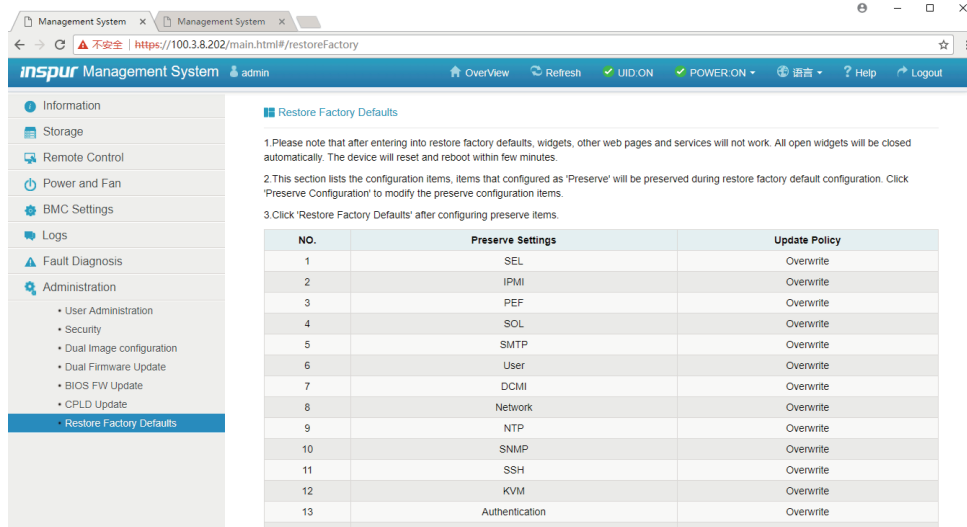 Management System
Management System
不安全 | https://100.3.8.202/main.html#/restoreFactory
inspur Management System admin OverView Refresh UID:ON POWER:ON 语言 ? Help Logout
Information
Storage
Remote Control
Power and Fan
BMC Settings
Logs
Fault Diagnosis
Administration
• User Administration
• Security
• Dual Image configuration
• Dual Firmware Update
• BIOS FW Update
• CPLD Update
• Restore Factory Defaults
Restore Factory Defaults
1.Please note that after entering into restore factory defaults, widgets, other web pages and services will not work. All open widgets will be closed
automatically. The device will reset and reboot within few minutes.
2.This section lists the configuration items, items that configured as 'Preserve' will be preserved during restore factory default configuration. Click
'Preserve Configuration' to modify the preserve configuration items.
3.Click 'Restore Factory Defaults' after configuring preserve items.
NO. Preserve Settings Update Policy
1 SEL Overwrite
2 IPMI Overwrite
3 PEF Overwrite
4 SOL Overwrite
5 SMTP Overwrite
6 User Overwrite
7 DCMI Overwrite
8 Network Overwrite
9 NTP Overwrite
10 SNMP Overwrite
11 SSH Overwrite
12 KVM Overwrite
13 Authentication Overwrite